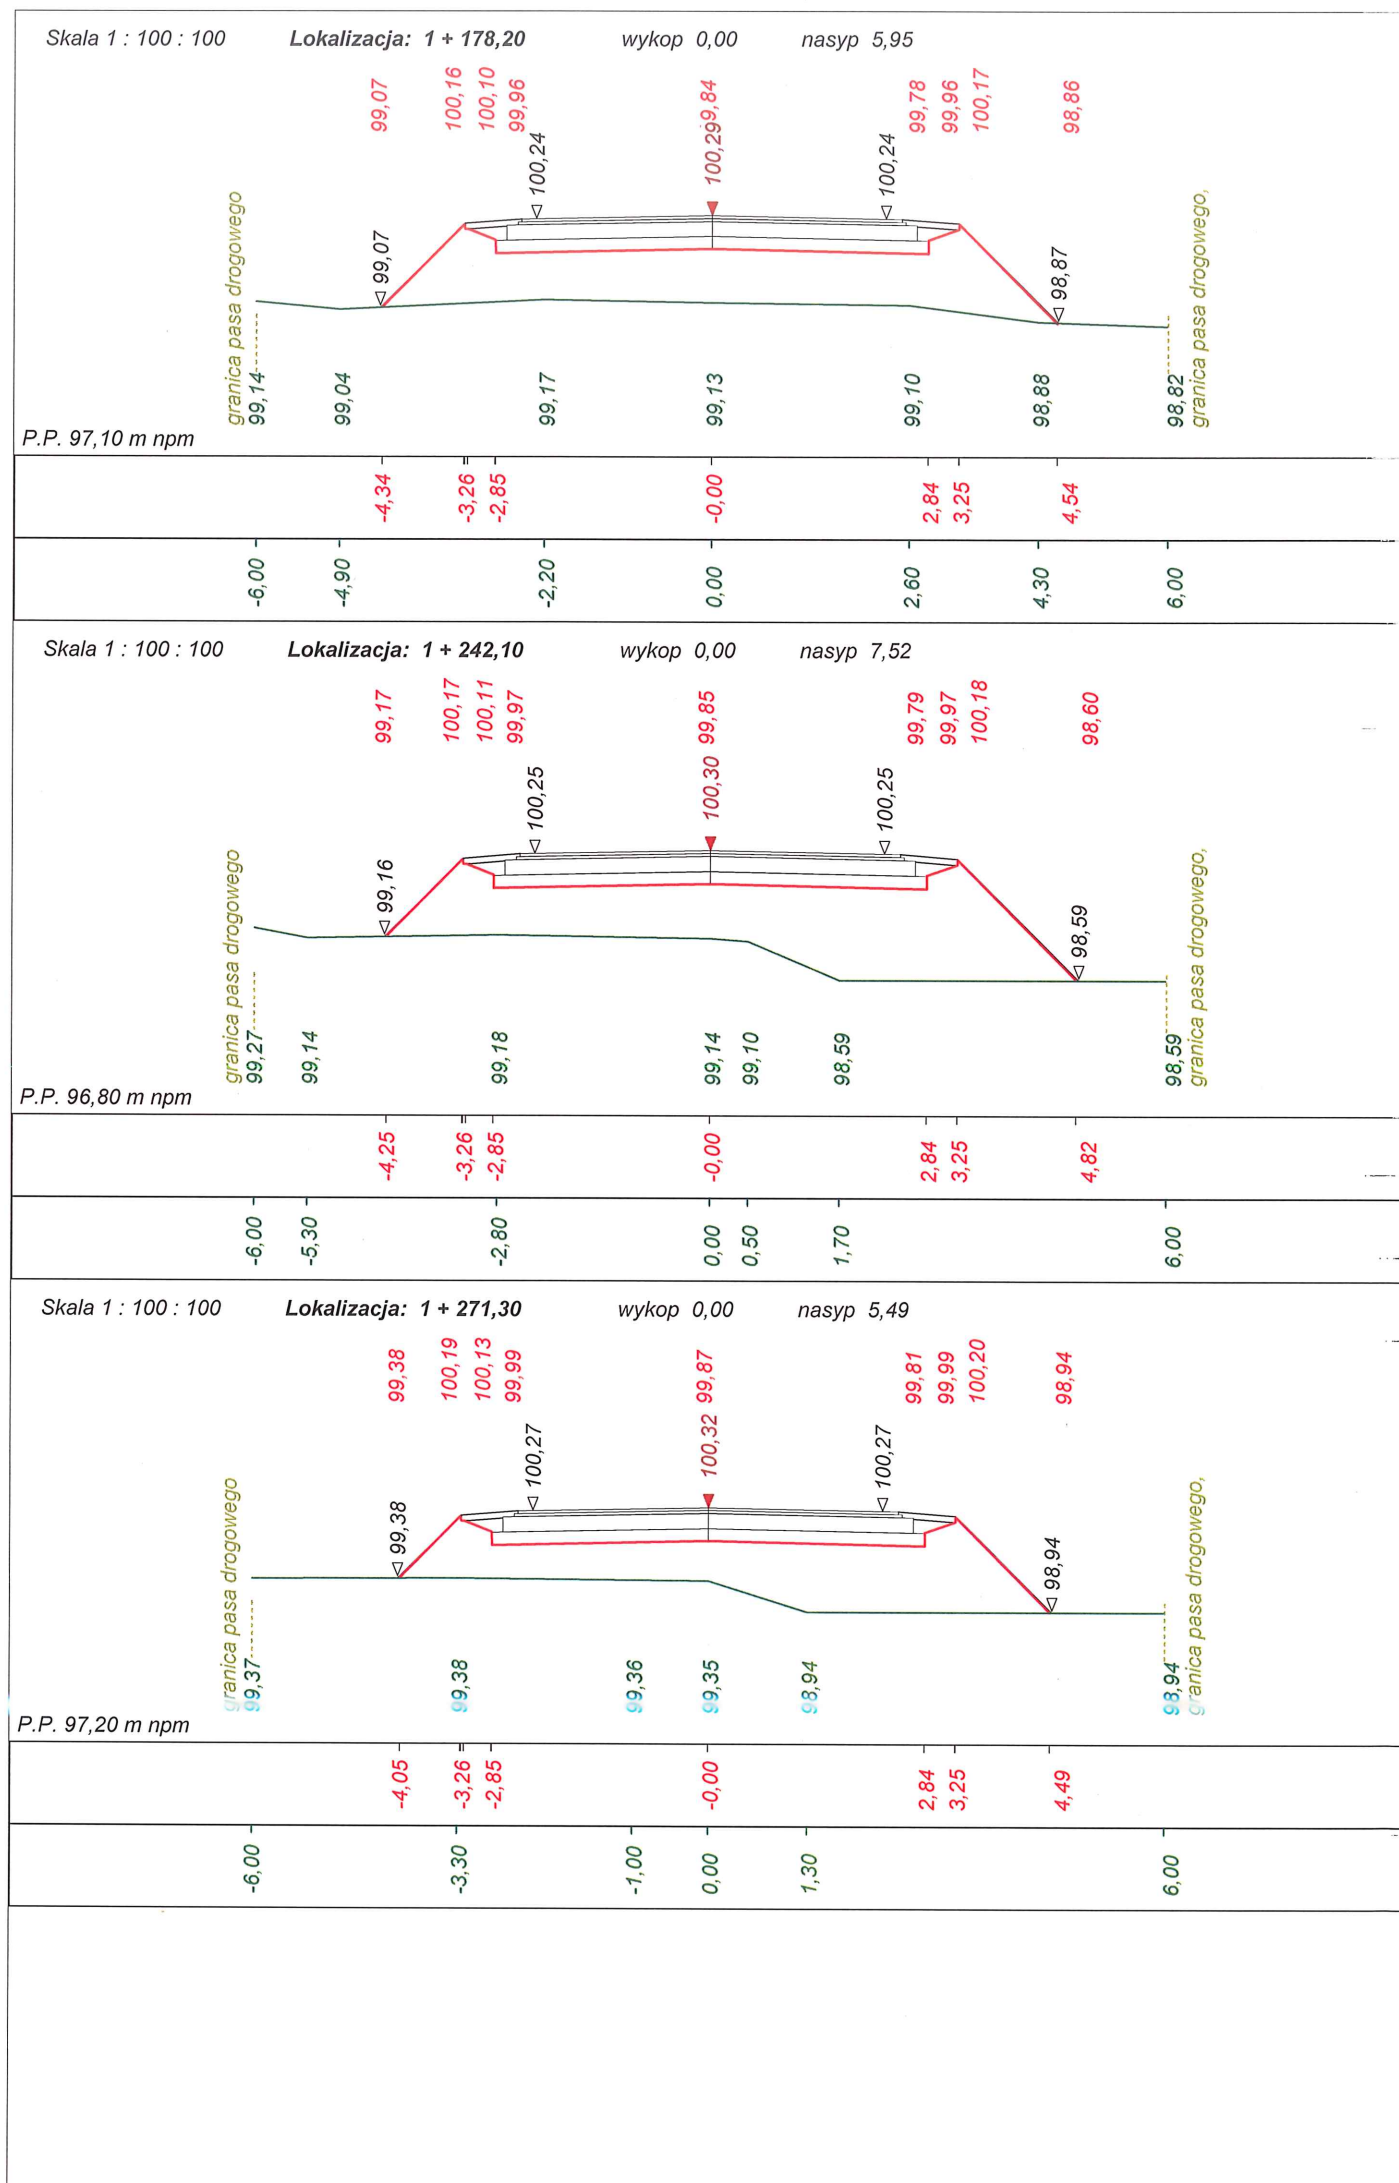 Skala 1 : 100 : 100 Lokalizacja: 1 + 178,20 wykop 0,00 nasyp 5,95
99,07 100,16 100,10 99,96 100,29 99,84 99,78 99,96 100,17 98,86
100,24 100,24
99,07 98,87
granica pasa drogowego granica pasa drogowego,
99,14 99,04 99,17 99,13 99,10 98,88 98,82
P.P. 97,10 m npm
-4,34 -3,26 -2,85 -0,00 2,84 3,25 4,54
-6,00 -4,90 -2,20 0,00 2,60 4,30 6,00
Skala 1 : 100 : 100 Lokalizacja: 1 + 242,10 wykop 0,00 nasyp 7,52
99,17 100,17 100,11 99,97 100,30 99,85 99,79 99,97 100,18 98,60
100,25 100,25
99,16 98,59
granica pasa drogowego granica pasa drogowego,
99,27 99,14 99,18 99,14 99,10 98,59 98,59
P.P. 96,80 m npm
-4,25 -3,26 -2,85 -0,00 2,84 3,25 4,82
-6,00 -5,30 -2,80 0,00 0,50 1,70 6,00
Skala 1 : 100 : 100 Lokalizacja: 1 + 271,30 wykop 0,00 nasyp 5,49
99,38 100,19 100,13 99,99 100,32 99,87 99,81 99,99 100,20 98,94
100,27 100,27
99,38 98,94
granica pasa drogowego granica pasa drogowego,
99,37 99,38 99,36 99,35 98,94 98,94
P.P. 97,20 m npm
-4,05 -3,26 -2,85 -0,00 2,84 3,25 4,49
-6,00 -3,30 -1,00 0,00 1,30 6,00